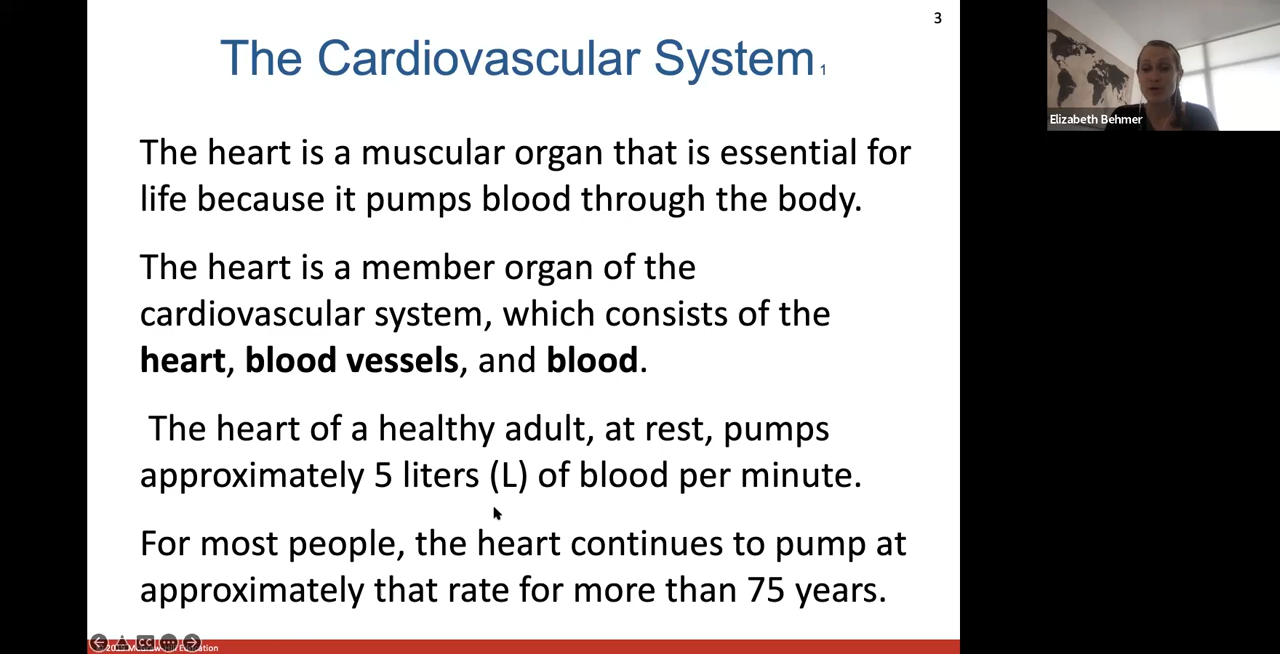 3
The Cardiovascular System 1
Elizabeth Behmer
The heart is a muscular organ that is essential for
life because it pumps blood through the body.
The heart is a member organ of the
cardiovascular system, which consists of the
heart, blood vessels, and blood.
The heart of a healthy adult, at rest, pumps
approximately 5 liters (L) of blood per minute.
For most people, the heart continues to pump at
approximately that rate for more than 75 years.
CC
Education